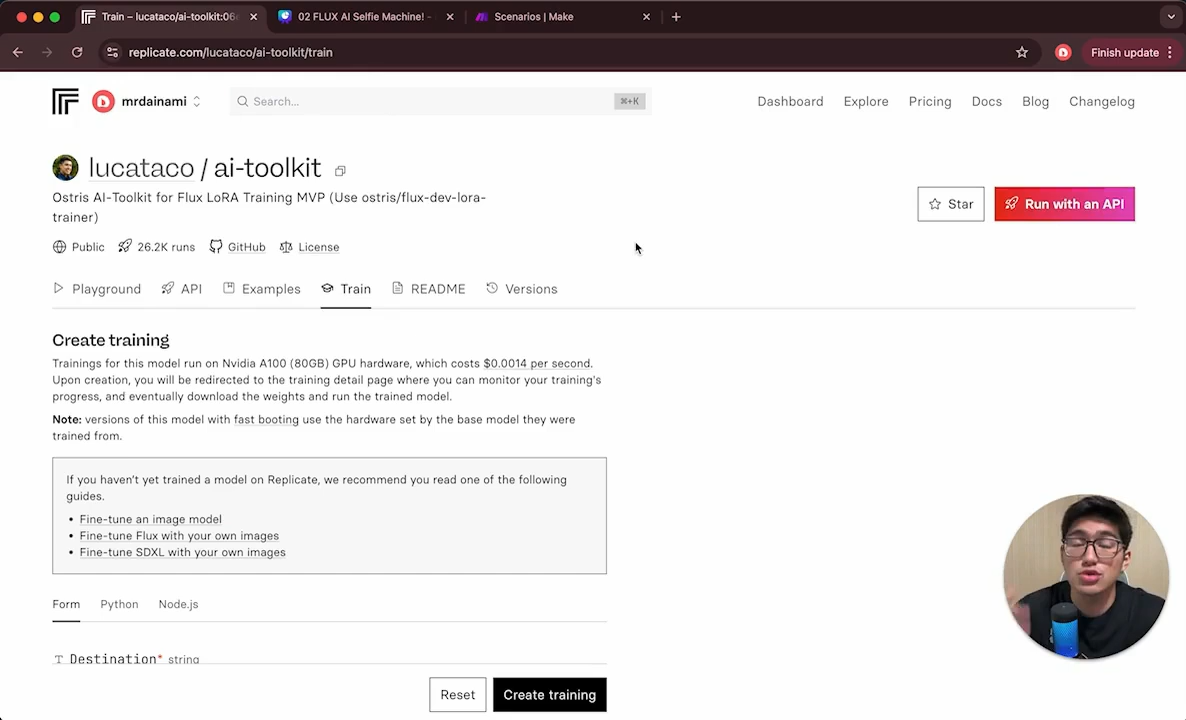 Train – lucataco/ai-toolkit:06
02 FLUX AI Selfie Machine! -
Scenarios | Make
replicate.com/lucataco/ai-toolkit/train
Finish update
mrdainami
Search...
⌘+K
Dashboard
Explore
Pricing
Docs
Blog
Changelog
lucataco / ai-toolkit
Ostris AI-Toolkit for Flux LoRA Training MVP (Use ostris/flux-dev-lora-
trainer)
Star
Run with an API
Public
26.2K runs
GitHub
License
Playground
API
Examples
Train
README
Versions
Create training
Trainings for this model run on Nvidia A100 (80GB) GPU hardware, which costs $0.0014 per second.
Upon creation, you will be redirected to the training detail page where you can monitor your training's
progress, and eventually download the weights and run the trained model.
Note: versions of this model with fast booting use the hardware set by the base model they were
trained from.
If you haven't yet trained a model on Replicate, we recommend you read one of the following
guides.
• Fine-tune an image model
• Fine-tune Flux with your own images
• Fine-tune SDXL with your own images
Form
Python
Node.js
Destination* string
Reset
Create training